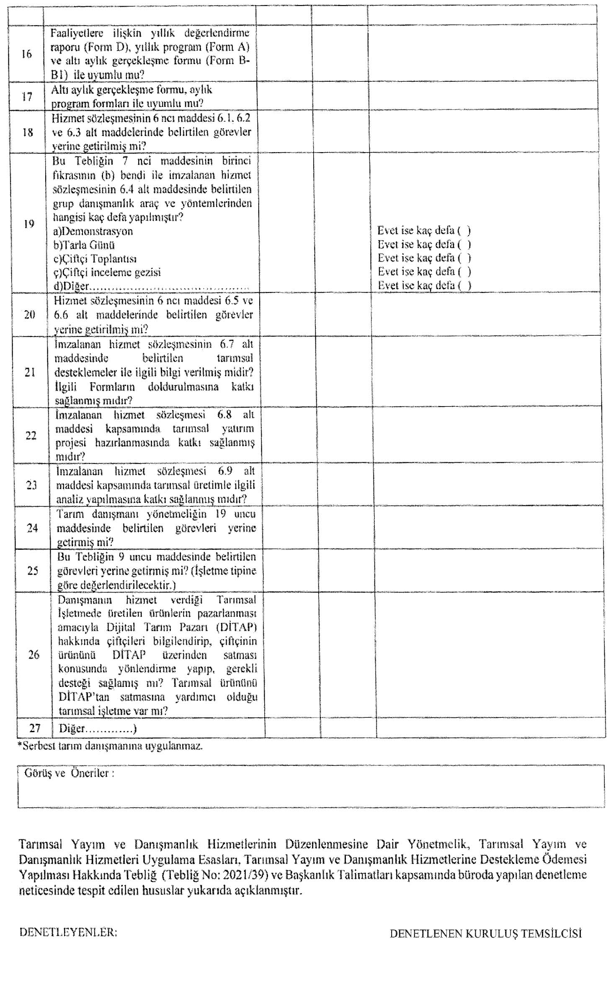 16
Faaliyetlere ilişkin yıllık değerlendirme
raporu (Form D), yıllık program (Form A)
ve altı aylık gerçekleşme formu (Form B-
B1) ile uyumlu mu?
17
Altı aylık gerçekleşme formu, aylık
program formları ile uyumlu mu?
18
Hizmet sözleşmesinin 6 ncı maddesi 6.1, 6.2
ve 6.3 alt maddelerinde belirtilen görevler
yerine getirilmiş mi?
19
Bu Tebliğin 7 nci maddesinin birinci
fıkrasının (b) bendi ile imzalanan hizmet
sözleşmesinin 6.4 alt maddesinde belirtilen
grup danışmanlık araç ve yöntemlerinden
hangisi kaç defa yapılmıştır?
a)Demonstrasyon Evet ise kaç defa ( )
b)Tarla Günü Evet ise kaç defa ( )
c)Çiftçi Toplantısı Evet ise kaç defa ( )
ç)Çiftçi inceleme gezisi Evet ise kaç defa ( )
d)Diğer............................................ Evet ise kaç defa ( )
20
Hizmet sözleşmesinin 6 ncı maddesi 6.5 ve
6.6 alt maddelerinde belirtilen görevler
yerine getirilmiş mi?
21
İmzalanan hizmet sözleşmesinin 6.7 alt
maddesinde belirtilen tarımsal
desteklemeler ile ilgili bilgi verilmiş midir?
İlgili Formların doldurulmasına katkı
sağlanmış mıdır?
22
İmzalanan hizmet sözleşmesi 6.8 alt
maddesi kapsamında tarımsal yatırım
projesi hazırlanmasında katkı sağlanmış
mıdır?
23
İmzalanan hizmet sözleşmesi 6.9 alt
maddesi kapsamında tarımsal üretimle ilgili
analiz yapılmasına katkı sağlanmış mıdır?
24
Tarım danışmanı yönetmeliğin 19 uncu
maddesinde belirtilen görevleri yerine
getirmiş mi?
25
Bu Tebliğin 9 uncu maddesinde belirtilen
görevleri yerine getirmiş mi? (İşletme tipine
göre değerlendirilecektir.)
26
Danışmanın hizmet verdiği Tarımsal
İşletmede üretilen ürünlerin pazarlanması
amacıyla Dijital Tarım Pazarı (DİTAP)
hakkında çiftçileri bilgilendirip, çiftçinin
ürününü DİTAP üzerinden satması
konusunda yönlendirme yapıp, gerekli
desteği sağlamış mı? Tarımsal ürününü
DİTAP'tan satmasına yardımcı olduğu
tarımsal işletme var mı?
27 Diğer.............)
*Serbest tarım danışmanına uygulanmaz.
Görüş ve Öneriler :
Tarımsal Yayım ve Danışmanlık Hizmetlerinin Düzenlenmesine Dair Yönetmelik, Tarımsal Yayım ve
Danışmanlık Hizmetleri Uygulama Esasları, Tarımsal Yayım ve Danışmanlık Hizmetlerine Destekleme Ödemesi
Yapılması Hakkında Tebliğ (Tebliğ No: 2021/39) ve Başkanlık Talimatları kapsamında büroda yapılan denetleme
neticesinde tespit edilen hususlar yukarıda açıklanmıştır.
DENETLEYENLER: DENETLENEN KURULUŞ TEMSİLCİSİ